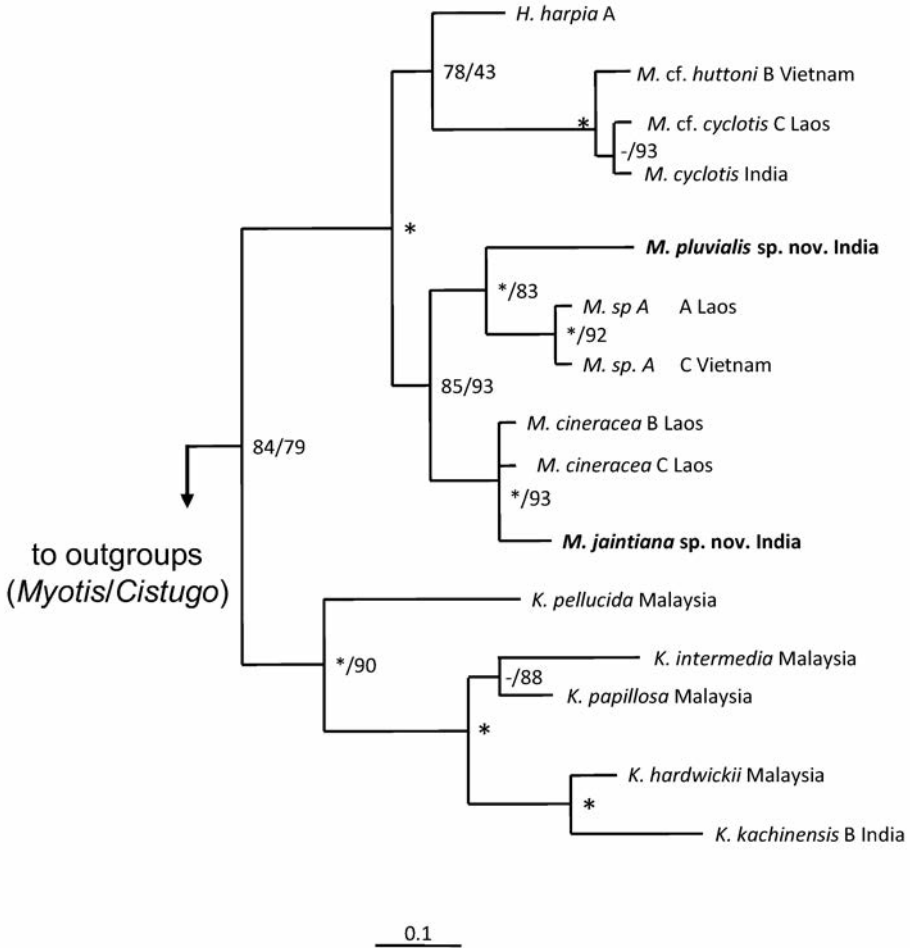 H. harpia A
78/43
M. cf. huttoni B Vietnam
*
M. cf. cyclotis C Laos
-/93
M. cyclotis India
*
M. pluvialis sp. nov. India
*/83
M. sp A A Laos
*/92
M. sp. A C Vietnam
85/93
M. cineracea B Laos
M. cineracea C Laos
84/79
*/93
M. jaintiana sp. nov. India
to outgroups
(Myotis/Cistugo)
K. pellucida Malaysia
*/90
K. intermedia Malaysia
-/88
K. papillosa Malaysia
*
K. hardwickii Malaysia
*
K. kachinensis B India
0.1